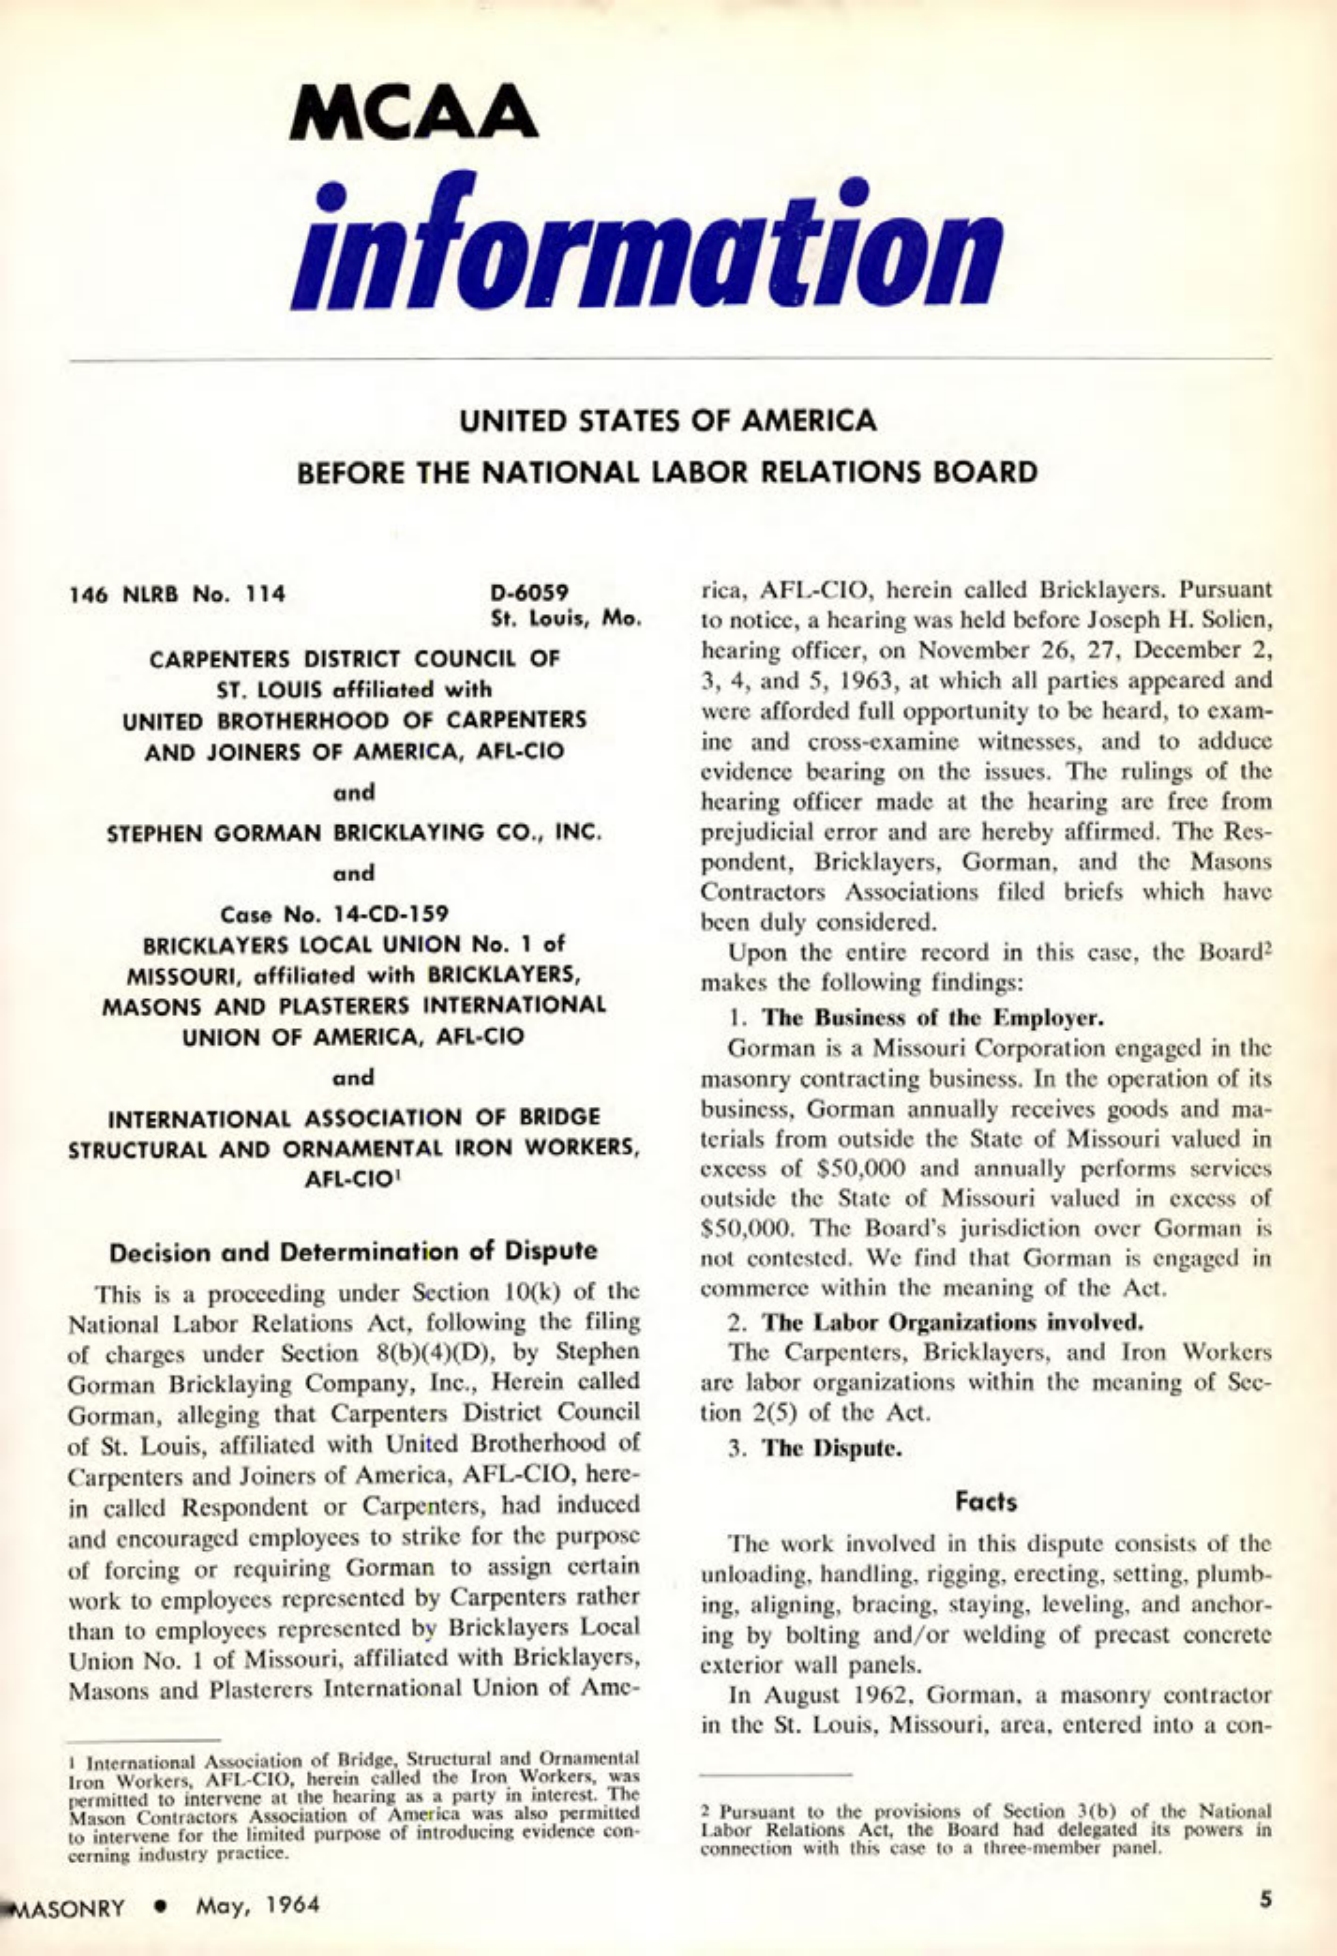 MCAA
information
UNITED STATES OF AMERICA
BEFORE THE NATIONAL LABOR RELATIONS BOARD
146 NLRB No. 114 D-6059
St. Louis, Mo.
CARPENTERS DISTRICT COUNCIL OF
ST. LOUIS affiliated with
UNITED BROTHERHOOD OF CARPENTERS
AND JOINERS OF AMERICA, AFL-CIO
and
STEPHEN GORMAN BRICKLAYING CO., INC.
and
Case No. 14-CD-159
BRICKLAYERS LOCAL UNION No. 1 of
MISSOURI, affiliated with BRICKLAYERS,
MASONS AND PLASTERERS INTERNATIONAL
UNION OF AMERICA, AFL-CIO
and
INTERNATIONAL ASSOCIATION OF BRIDGE
STRUCTURAL AND ORNAMENTAL IRON WORKERS,
AFL-CIO¹
Decision and Determination of Dispute
This is a proceeding under Section 10(k) of the
National Labor Relations Act, following the filing
of charges under Section 8(b)(4)(D), by Stephen
Gorman Bricklaying Company, Inc., Herein called
Gorman, alleging that Carpenters District Council
of St. Louis, affiliated with United Brotherhood of
Carpenters and Joiners of America, AFL-CIO, here-
in called Respondent or Carpenters, had induced
and encouraged employees to strike for the purpose
of forcing or requiring Gorman to assign certain
work to employees represented by Carpenters rather
than to employees represented by Bricklayers Local
Union No. 1 of Missouri, affiliated with Bricklayers,
Masons and Plasterers International Union of Ame-
1 International Association of Bridge, Structural and Ornamental
Iron Workers, AFL-CIO, herein called the Iron Workers, was
permitted to intervene at the hearing as a party in interest. The
Mason Contractors Association of America was also permitted
to intervene for the limited purpose of introducing evidence con-
cerning industry practice.
rica, AFL-CIO, herein called Bricklayers. Pursuant
to notice, a hearing was held before Joseph H. Solien,
hearing officer, on November 26, 27, December 2,
3, 4, and 5, 1963, at which all parties appeared and
were afforded full opportunity to be heard, to exam-
ine and cross-examine witnesses, and to adduce
evidence bearing on the issues. The rulings of the
hearing officer made at the hearing are free from
prejudicial error and are hereby affirmed. The Res-
pondent, Bricklayers, Gorman, and the Masons
Contractors Associations filed briefs which have
been duly considered.
Upon the entire record in this case, the Board²
makes the following findings:
1. The Business of the Employer.
Gorman is a Missouri Corporation engaged in the
masonry contracting business. In the operation of its
business, Gorman annually receives goods and ma-
terials from outside the State of Missouri valued in
excess of $50,000 and annually performs services
outside the State of Missouri valued in excess of
$50,000. The Board's jurisdiction over Gorman is
not contested. We find that Gorman is engaged in
commerce within the meaning of the Act.
2. The Labor Organizations involved.
The Carpenters, Bricklayers, and Iron Workers
are labor organizations within the meaning of Sec-
tion 2(5) of the Act.
3. The Dispute.
Facts
The work involved in this dispute consists of the
unloading, handling, rigging, erecting, setting, plumb-
ing, aligning, bracing, staying, leveling, and anchor-
ing by bolting and/or welding of precast concrete
exterior wall panels.
In August 1962, Gorman, a masonry contractor
in the St. Louis, Missouri, area, entered into a con-
2 Pursuant to the provisions of Section 3(b) of the National
Labor Relations Act, the Board had delegated its powers in
connection with this case to a three-member panel.
MASONRY • May, 1964 5